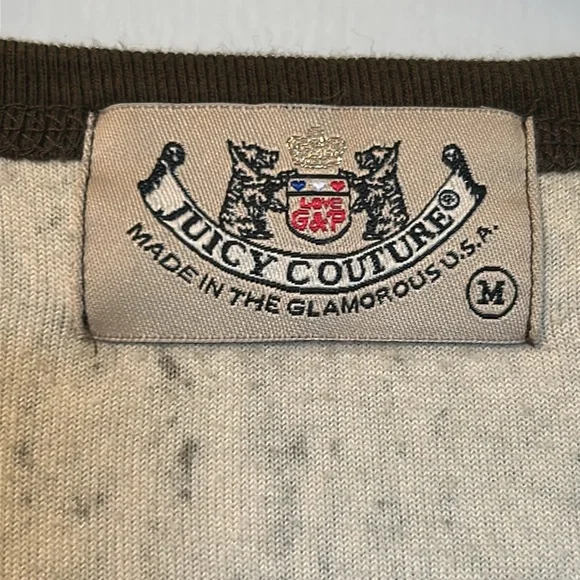 LOVE
G&P
JUICY COUTURE®
MADE IN THE GLAMOROUS U.S.A.
M